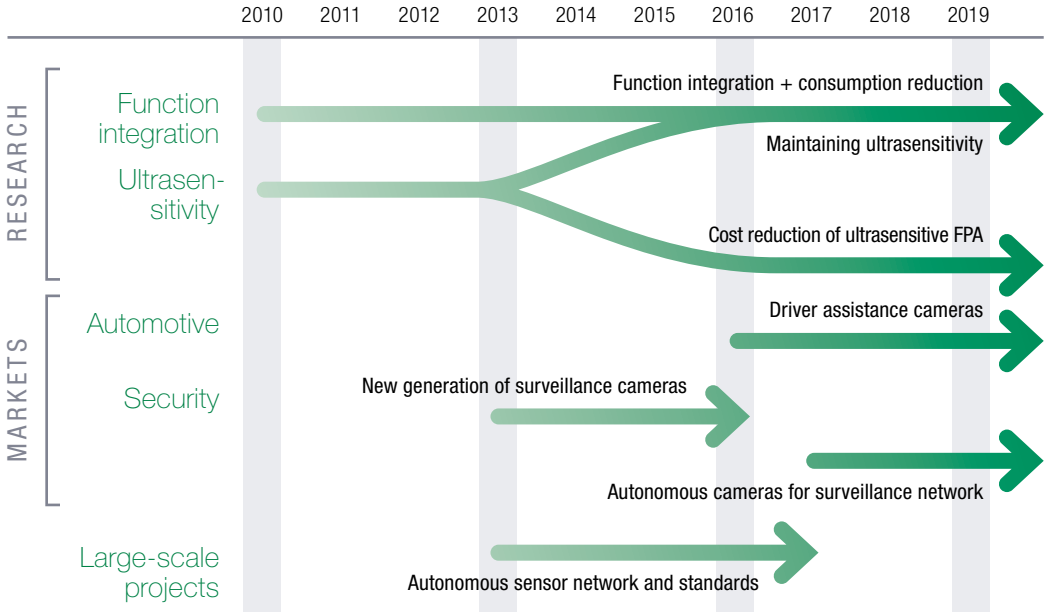 2010 2011 2012 2013 2014 2015 2016 2017 2018 2019
RESEARCH
Function
integration
Function integration + consumption reduction
Maintaining ultrasensitivity
Ultrasen-
sitivity
Cost reduction of ultrasensitive FPA
MARKETS
Automotive
Driver assistance cameras
Security
New generation of surveillance cameras
Autonomous cameras for surveillance network
Large-scale
projects
Autonomous sensor network and standards